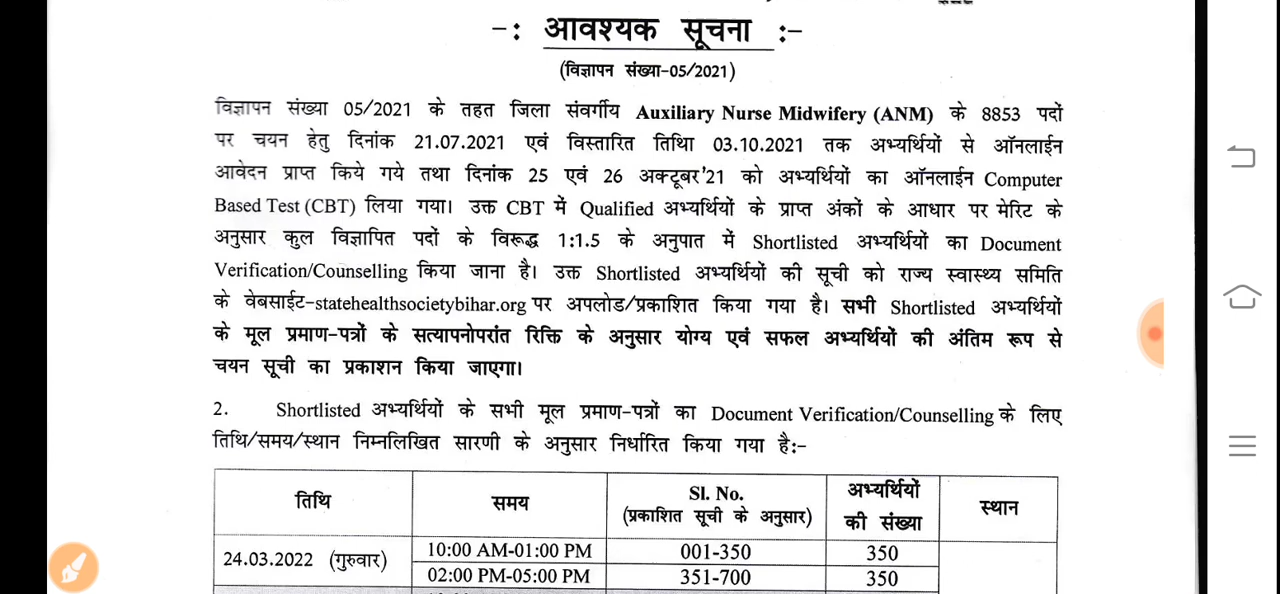 -: आवश्यक सूचना :-
(विज्ञापन संख्या-05/2021)
विज्ञापन संख्या 05/2021 के तहत जिला संवर्गीय Auxiliary Nurse Midwifery (ANM) के 8853 पदों
पर चयन हेतु दिनांक 21.07.2021 एवं विस्तारित तिथि 03.10.2021 तक अभ्यर्थियों से ऑनलाईन
आवेदन प्राप्त किये गये तथा दिनांक 25 एवं 26 अक्टूबर'21 को अभ्यर्थियों का ऑनलाईन Computer
Based Test (CBT) लिया गया। उक्त CBT में Qualified अभ्यर्थियों के प्राप्त अंकों के आधार पर मेरिट के
अनुसार कुल विज्ञापित पदों के विरूद्ध 1:1.5 के अनुपात में Shortlisted अभ्यर्थियों का Document
Verification/Counselling किया जाना है। उक्त Shortlisted अभ्यर्थियों की सूची को राज्य स्वास्थ्य समिति
के वेबसाईट-statehealthsocietybihar.org पर अपलोड/प्रकाशित किया गया है। सभी Shortlisted अभ्यर्थियों
के मूल प्रमाण-पत्रों के सत्यापनोपरांत रिक्ति के अनुसार योग्य एवं सफल अभ्यर्थियों की अंतिम रूप से
चयन सूची का प्रकाशन किया जाएगा।
2. Shortlisted अभ्यर्थियों के सभी मूल प्रमाण-पत्रों का Document Verification/Counselling के लिए
तिथि/समय/स्थान निम्नलिखित सारणी के अनुसार निर्धारित किया गया है:-
तिथि समय Sl. No. (प्रकाशित सूची के अनुसार) अभ्यर्थियों की संख्या स्थान
24.03.2022 (गुरुवार) 10:00 AM-01:00 PM 001-350 350
02:00 PM-05:00 PM 351-700 350